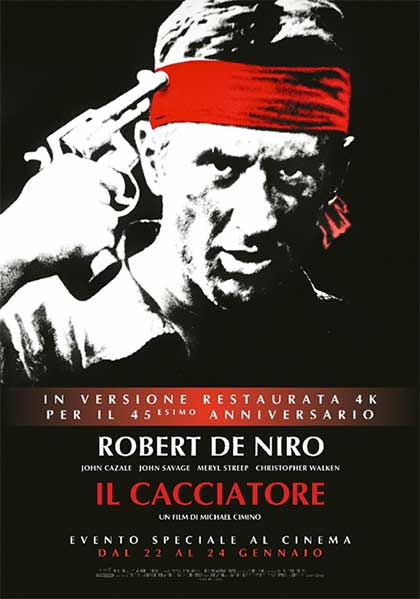 IN VERSIONE RESTAURATA 4K
PER IL 45ESIMO ANNIVERSARIO
ROBERT DE NIRO
JOHN CAZALE JOHN SAVAGE MERYL STREEP CHRISTOPHER WALKEN
IL CACCIATORE
UN FILM DI MICHAEL CIMINO
EVENTO SPECIALE AL CINEMA
DAL 22 AL 24 GENNAIO